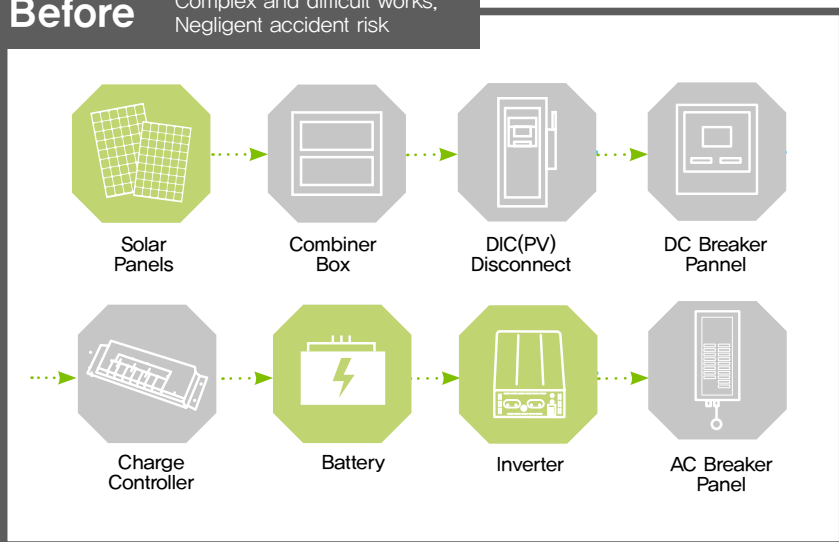 Before
Complex and difficult works,
Negligent accident risk
Solar
Panels
Combiner
Box
DIC(PV)
Disconnect
DC Breaker
Pannel
Charge
Controller
Battery
Inverter
AC Breaker
Panel